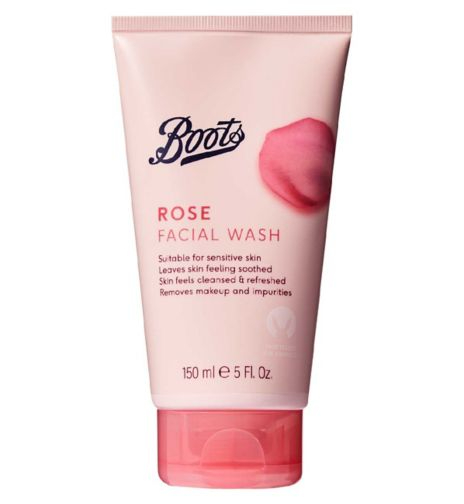 Boots
ROSE
FACIAL WASH
Suitable for sensitive skin
Leaves skin feeling soothed
Skin feels cleansed & refreshed
Removes makeup and impurities
150 ml e 5 Fl. Oz.